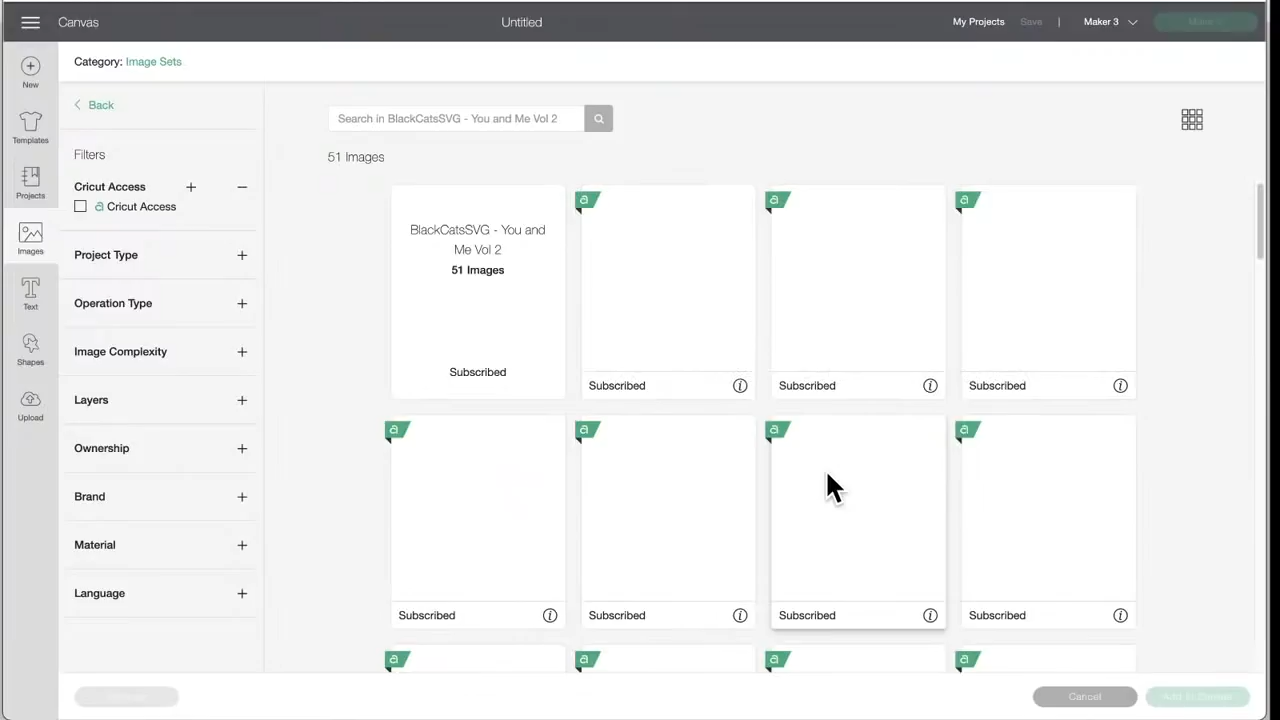 Canvas
Untitled
My Projects
Save
|
Maker 3
New
Templates
Projects
Images
Text
Shapes
Upload
Category: Image Sets
Back
Filters
Cricut Access
Cricut Access
Project Type
Operation Type
Image Complexity
Layers
Ownership
Brand
Material
Language
Search in BlackCatsSVG - You and Me Vol 2
51 Images
BlackCatsSVG - You and
Me Vol 2
51 Images
Subscribed
Subscribed
Subscribed
Subscribed
Subscribed
Subscribed
Subscribed
Subscribed
Cancel
Add to Canvas